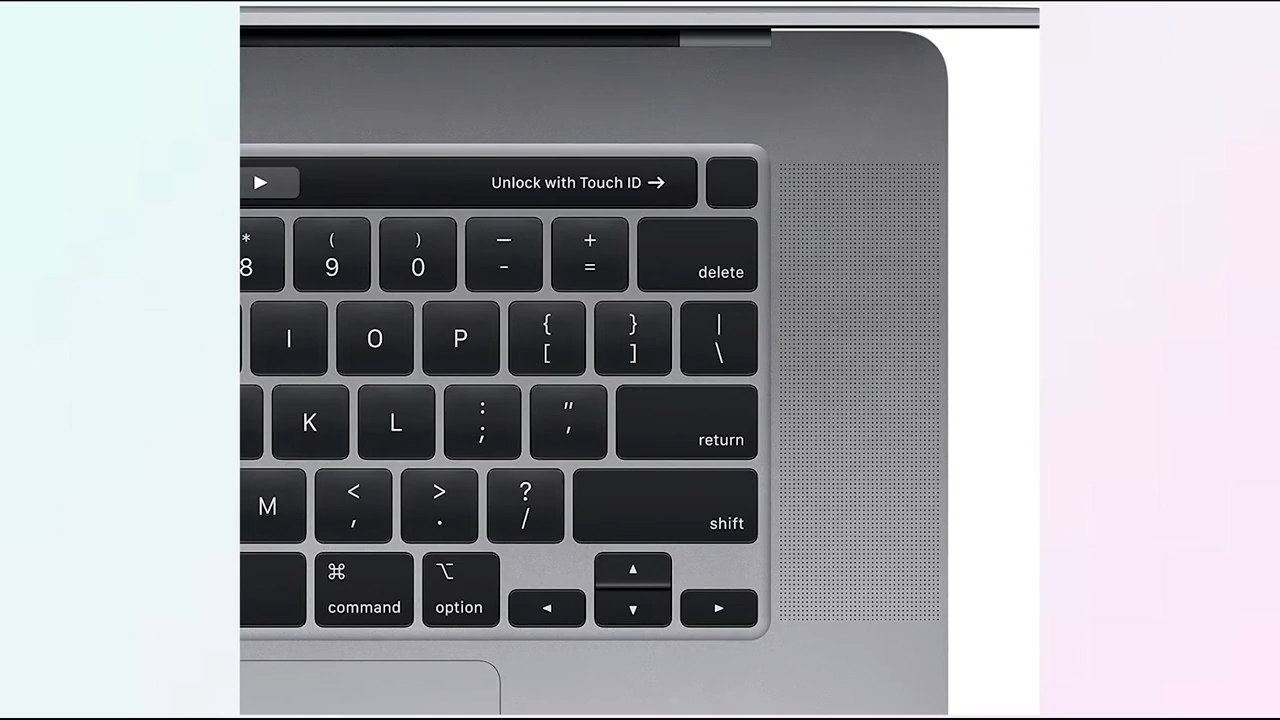 Unlock with Touch ID →
* ( ) — +
8 9 0 - = delete
{ } |
I O P [ ] \
: "
K L ; ' return
< > ?
M , . / shift
⌘ ⌥
command option